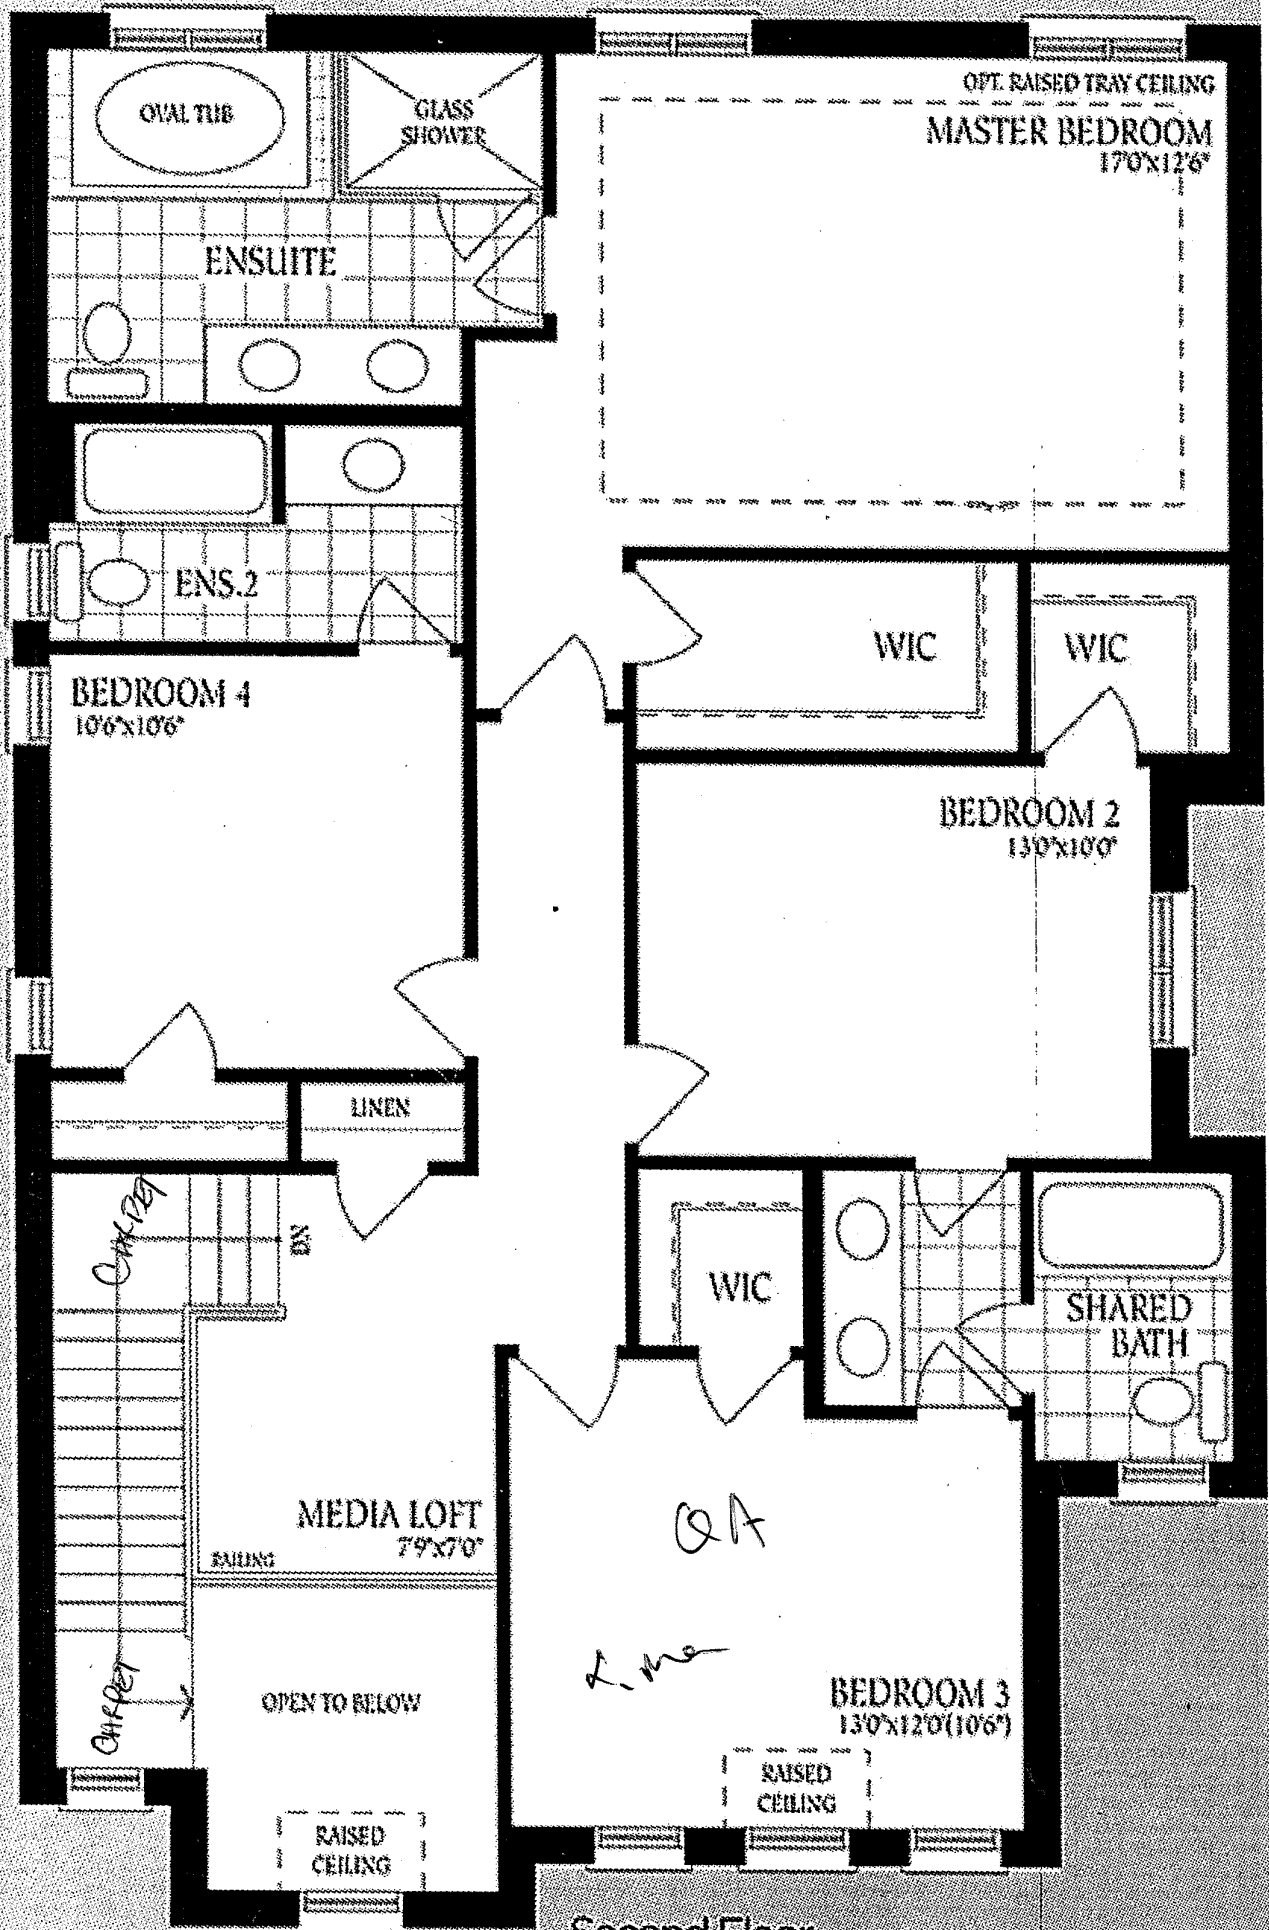 OPT. RAISED TRAY CEILING
MASTER BEDROOM
17'0"x12'6"
OVAL TUB
GLASS
SHOWER
ENSUITE
ENS.2
WIC
WIC
BEDROOM 4
10'6"x10'6"
BEDROOM 2
13'0"x10'0"
LINEN
CARPET
DN
WIC
SHARED
BATH
MEDIA LOFT
7'9"x7'0"
RAILING
QA
CARPET
OPEN TO BELOW
BEDROOM 3
13'0"x12'0"(10'6")
RAISED
CEILING
RAISED
CEILING
Second Floor